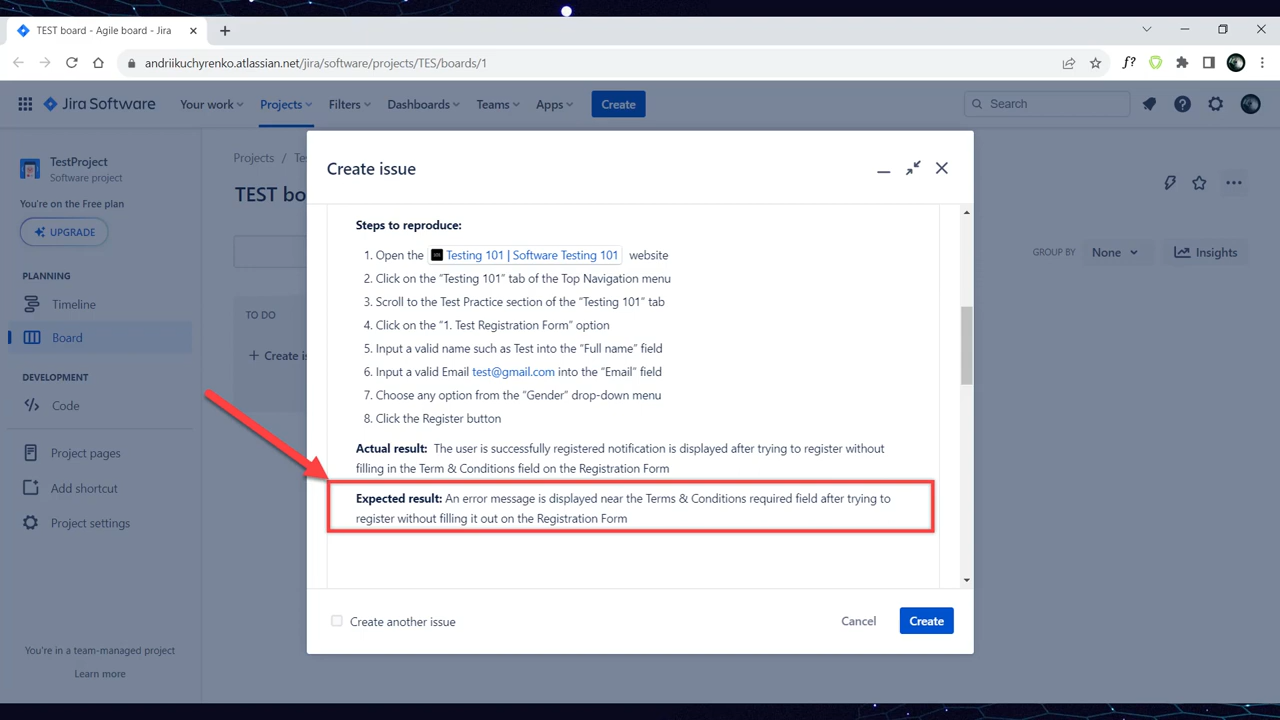 TEST board - Agile board - Jira
andriikuchyrenko.atlassian.net/jira/software/projects/TES/boards/1
f?
Jira Software
Your work
Projects
Filters
Dashboards
Teams
Apps
Create
Search
TestProject
Software project
You're on the Free plan
UPGRADE
PLANNING
Timeline
Board
DEVELOPMENT
Code
Project pages
Add shortcut
Project settings
You're in a team-managed project
Learn more
Projects / Te
TEST bo
GROUP BY None
Insights
TO DO
+ Create is
Create issue
Steps to reproduce:
1. Open the Testing 101 | Software Testing 101 website
2. Click on the “Testing 101” tab of the Top Navigation menu
3. Scroll to the Test Practice section of the “Testing 101” tab
4. Click on the “1. Test Registration Form” option
5. Input a valid name such as Test into the “Full name” field
6. Input a valid Email test@gmail.com into the “Email” field
7. Choose any option from the “Gender” drop-down menu
8. Click the Register button
Actual result: The user is successfully registered notification is displayed after trying to register without
filling in the Term & Conditions field on the Registration Form
Expected result: An error message is displayed near the Terms & Conditions required field after trying to
register without filling it out on the Registration Form
Create another issue
Cancel
Create